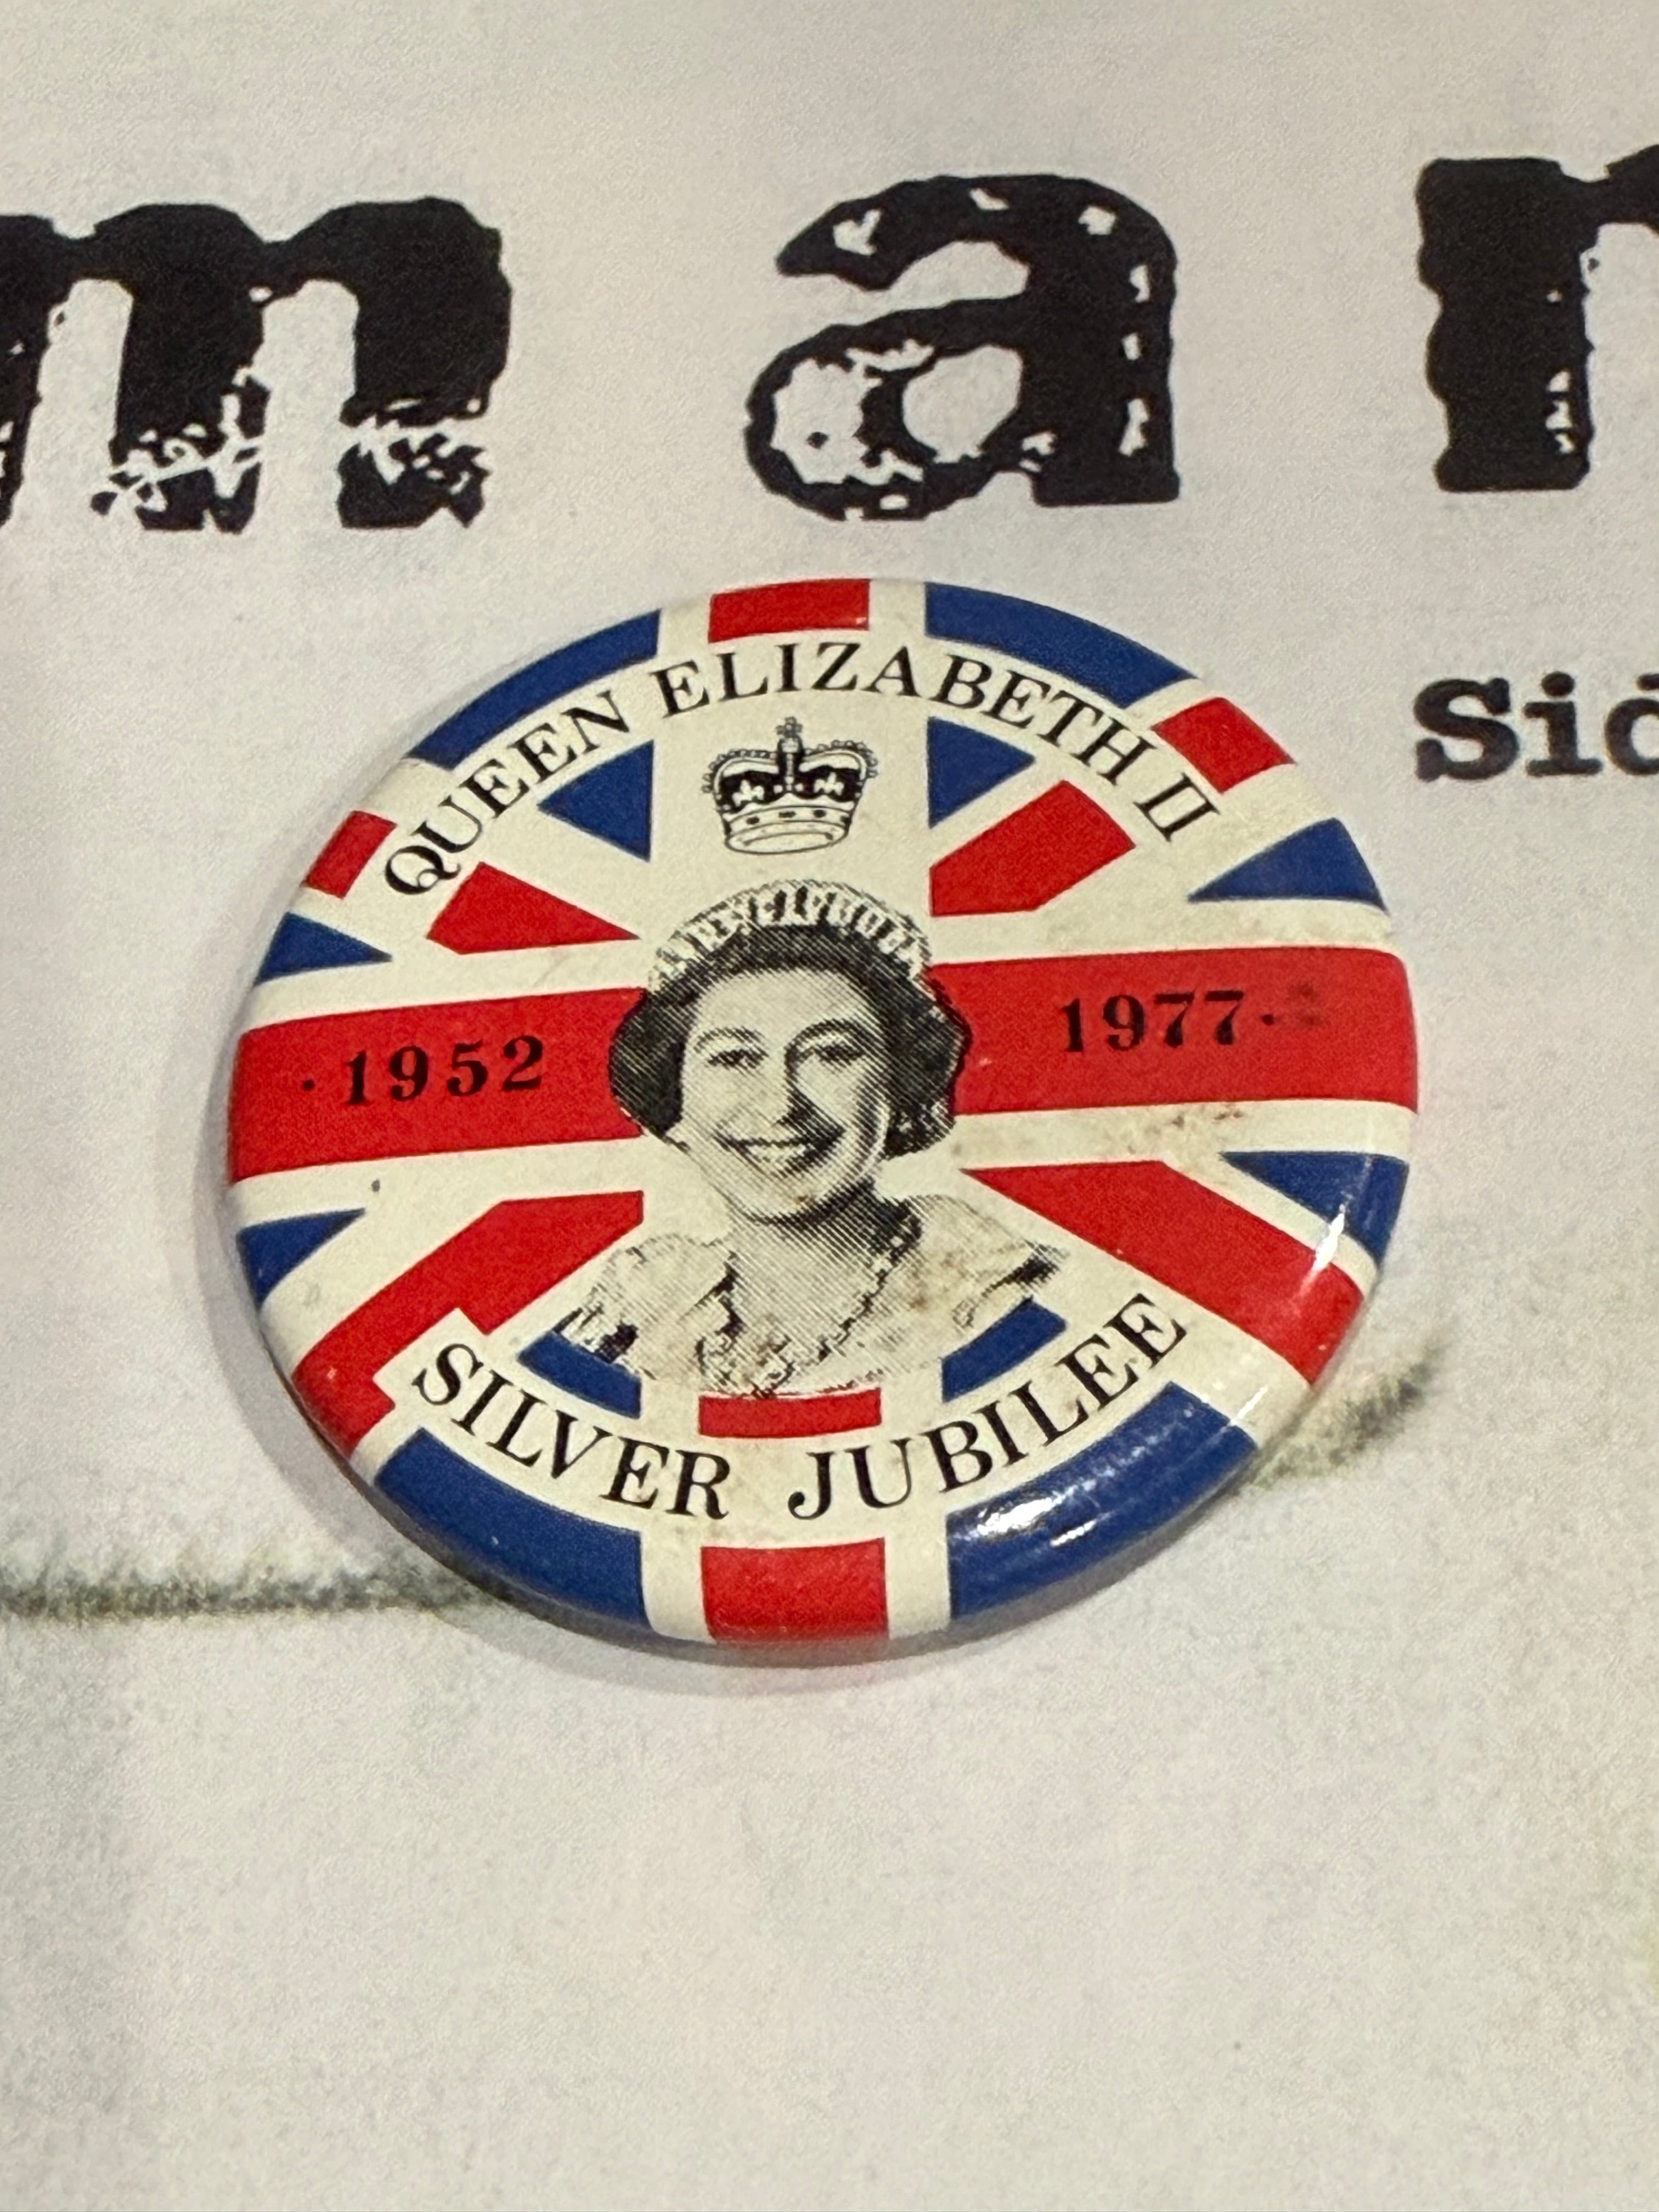 m a
Sid
QUEEN ELIZABETH II
·1952
1977·
SILVER JUBILEE